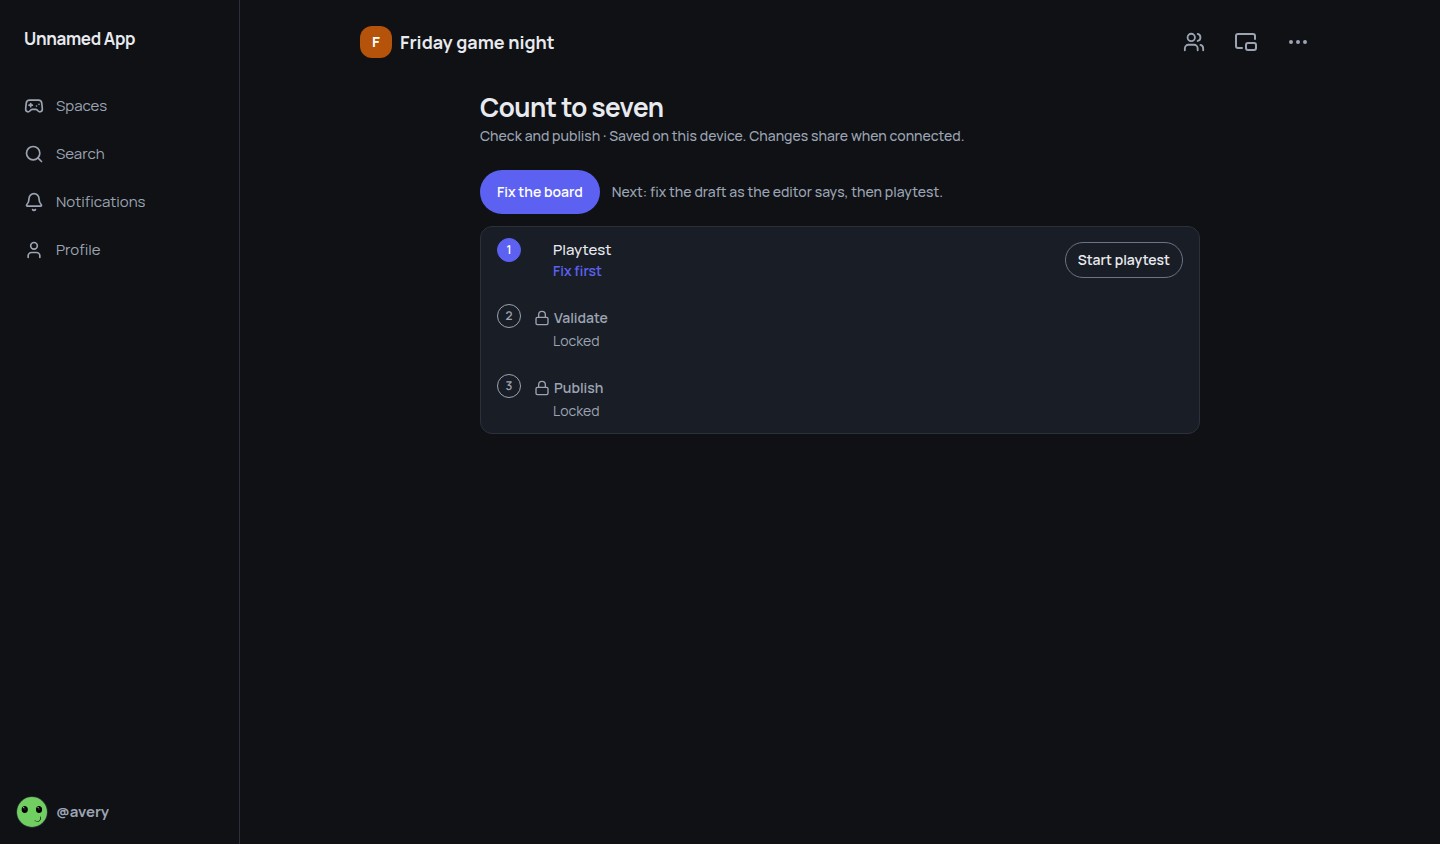 Unnamed App
Spaces
Search
Notifications
Profile
@avery
F Friday game night
Count to seven
Check and publish · Saved on this device. Changes share when connected.
Fix the board Next: fix the draft as the editor says, then playtest.
1 Playtest
Fix first
Start playtest
2 Validate
Locked
3 Publish
Locked